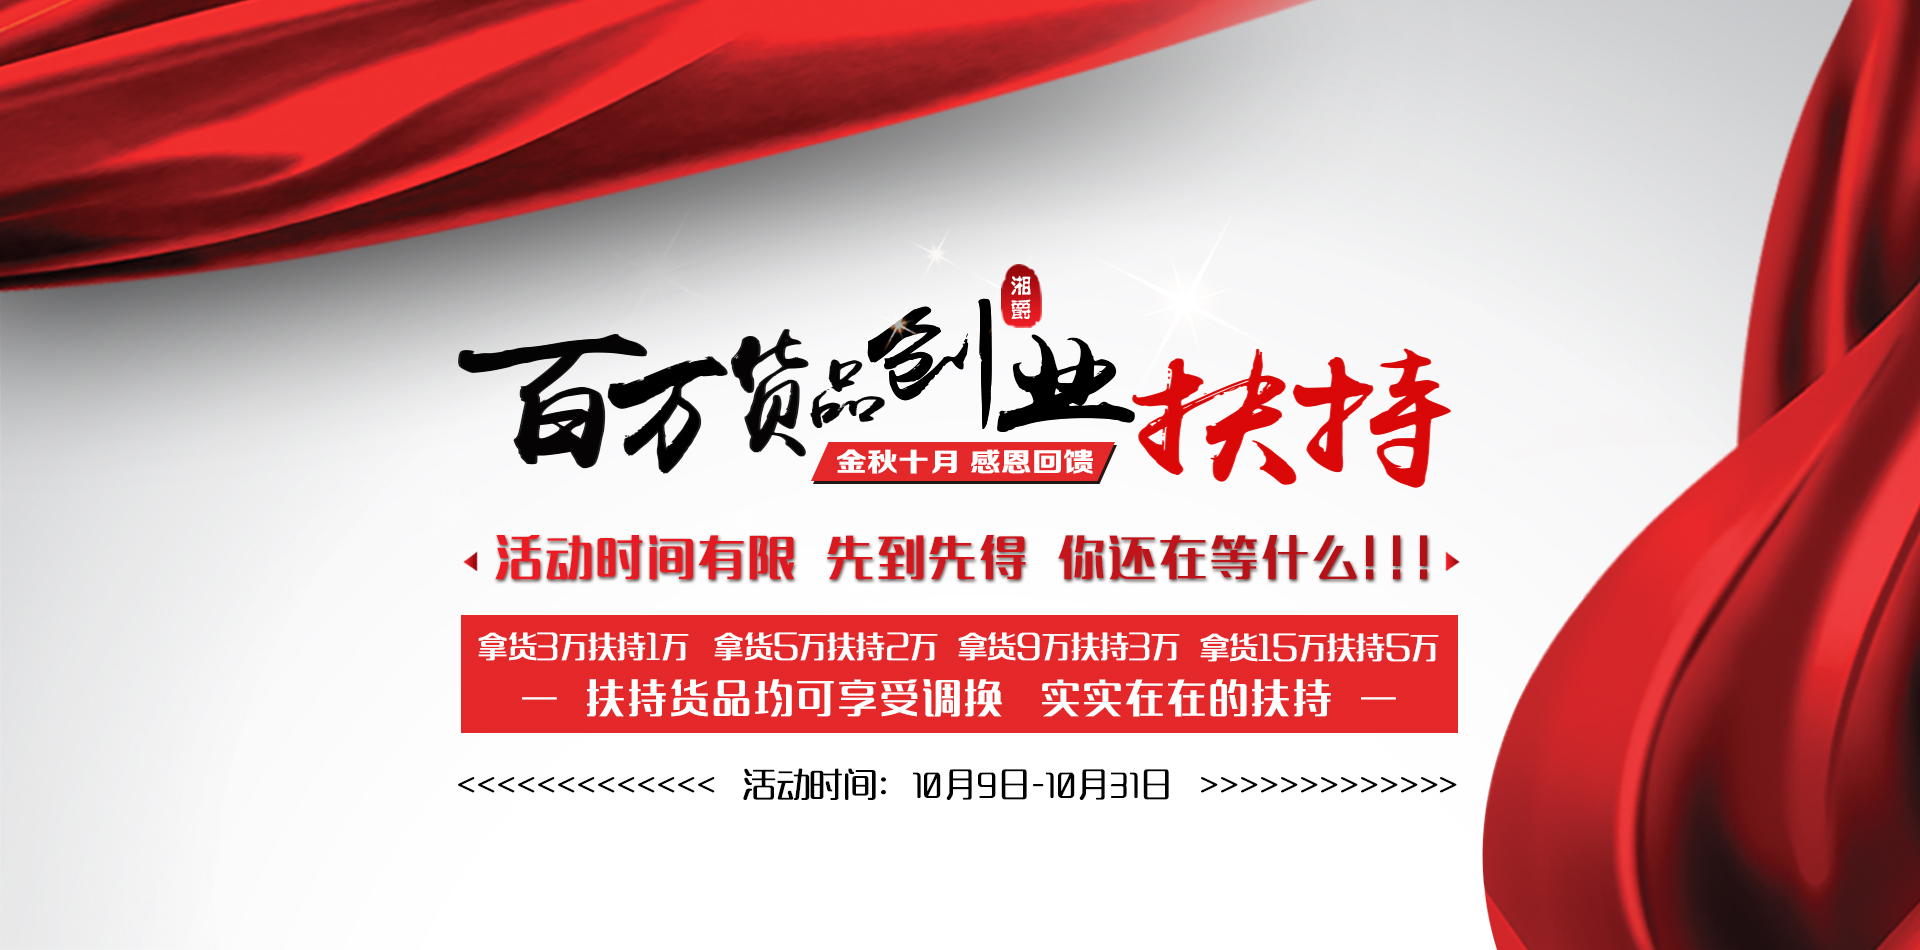 湘爵
百万货品创业扶持
金秋十月 感恩回馈
活动时间有限 先到先得 你还在等什么!!!
拿货3万扶持1万 拿货5万扶持2万 拿货9万扶持3万 拿货15万扶持5万
— 扶持货品均可享受调换 实实在在的扶持 —
<<<<<<<<<<<<< 活动时间：10月9日-10月31日 >>>>>>>>>>>>>